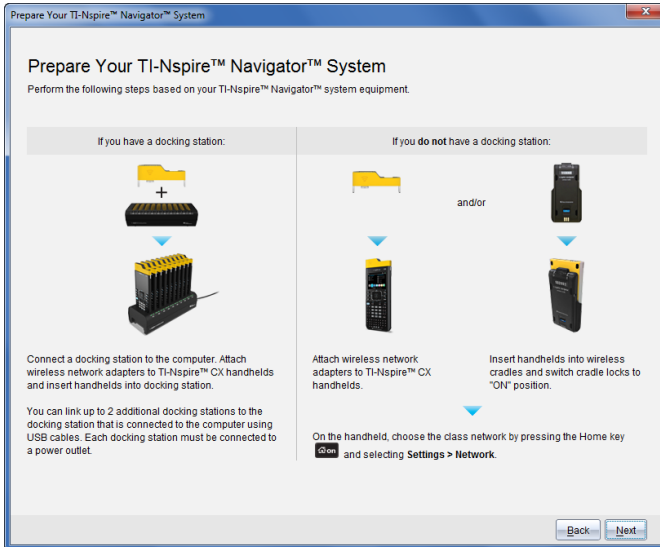 Prepare Your TI-Nspire™ Navigator™ System
Prepare Your TI-Nspire™ Navigator™ System
Perform the following steps based on your TI-Nspire™ Navigator™ system equipment.
If you have a docking station:
+
Connect a docking station to the computer. Attach
wireless network adapters to TI-Nspire™ CX handhelds
and insert handhelds into docking station.
You can link up to 2 additional docking stations to the
docking station that is connected to the computer using
USB cables. Each docking station must be connected to
a power outlet.
If you do not have a docking station:
and/or
Attach wireless network
adapters to TI-Nspire™ CX
handhelds.
Insert handhelds into wireless
cradles and switch cradle locks to
"ON" position.
On the handheld, choose the class network by pressing the Home key
on and selecting Settings > Network.
Back
Next